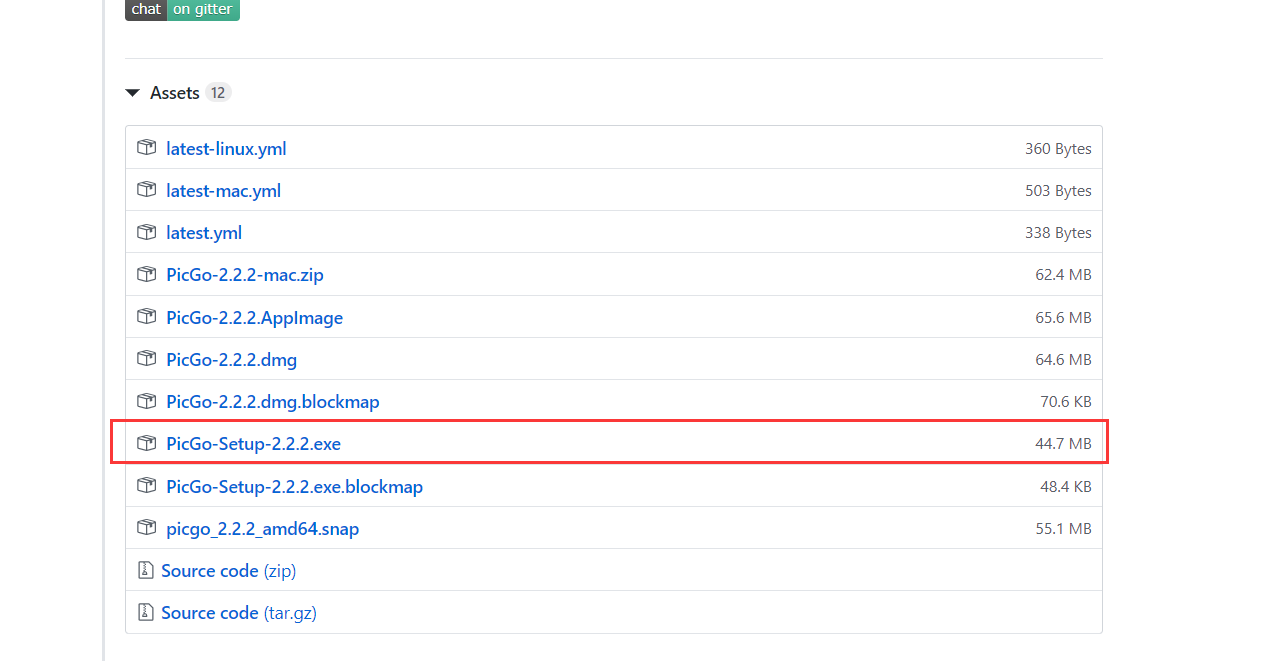 chat on gitter
Assets 12
latest-linux.yml 360 Bytes
latest-mac.yml 503 Bytes
latest.yml 338 Bytes
PicGo-2.2.2-mac.zip 62.4 MB
PicGo-2.2.2.AppImage 65.6 MB
PicGo-2.2.2.dmg 64.6 MB
PicGo-2.2.2.dmg.blockmap 70.6 KB
PicGo-Setup-2.2.2.exe 44.7 MB
PicGo-Setup-2.2.2.exe.blockmap 48.4 KB
picgo_2.2.2_amd64.snap 55.1 MB
Source code (zip)
Source code (tar.gz)